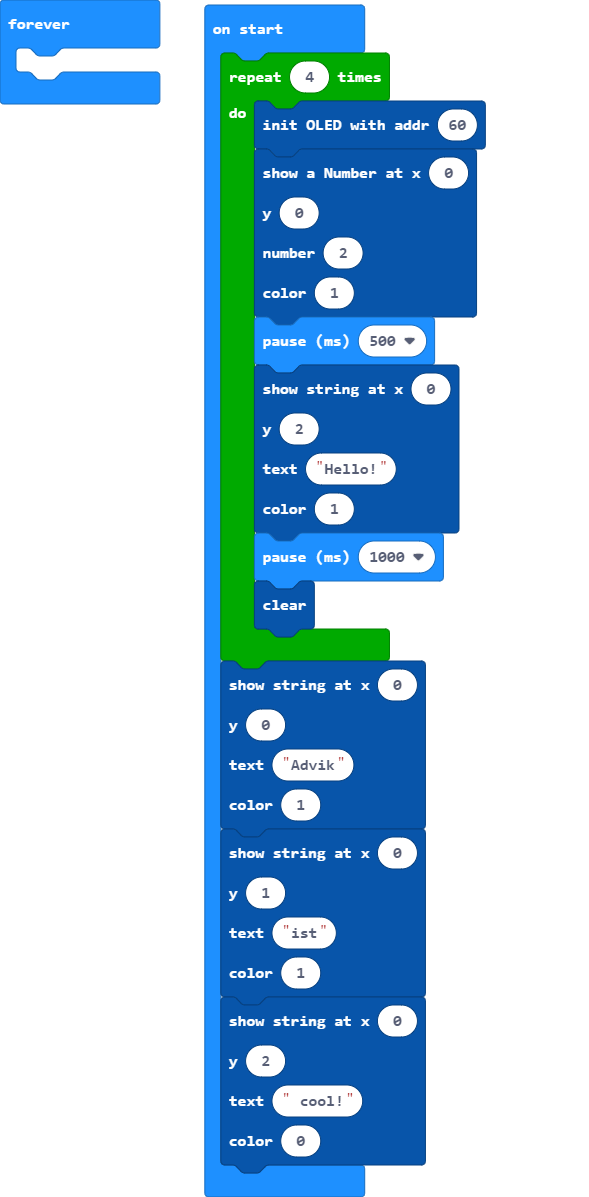 forever
on start
repeat 4 times
do
init OLED with addr 60
show a Number at x 0
y 0
number 2
color 1
pause (ms) 500
show string at x 0
y 2
text "Hello!"
color 1
pause (ms) 1000
clear
show string at x 0
y 0
text "Advik"
color 1
show string at x 0
y 1
text "ist"
color 1
show string at x 0
y 2
text " cool!"
color 0